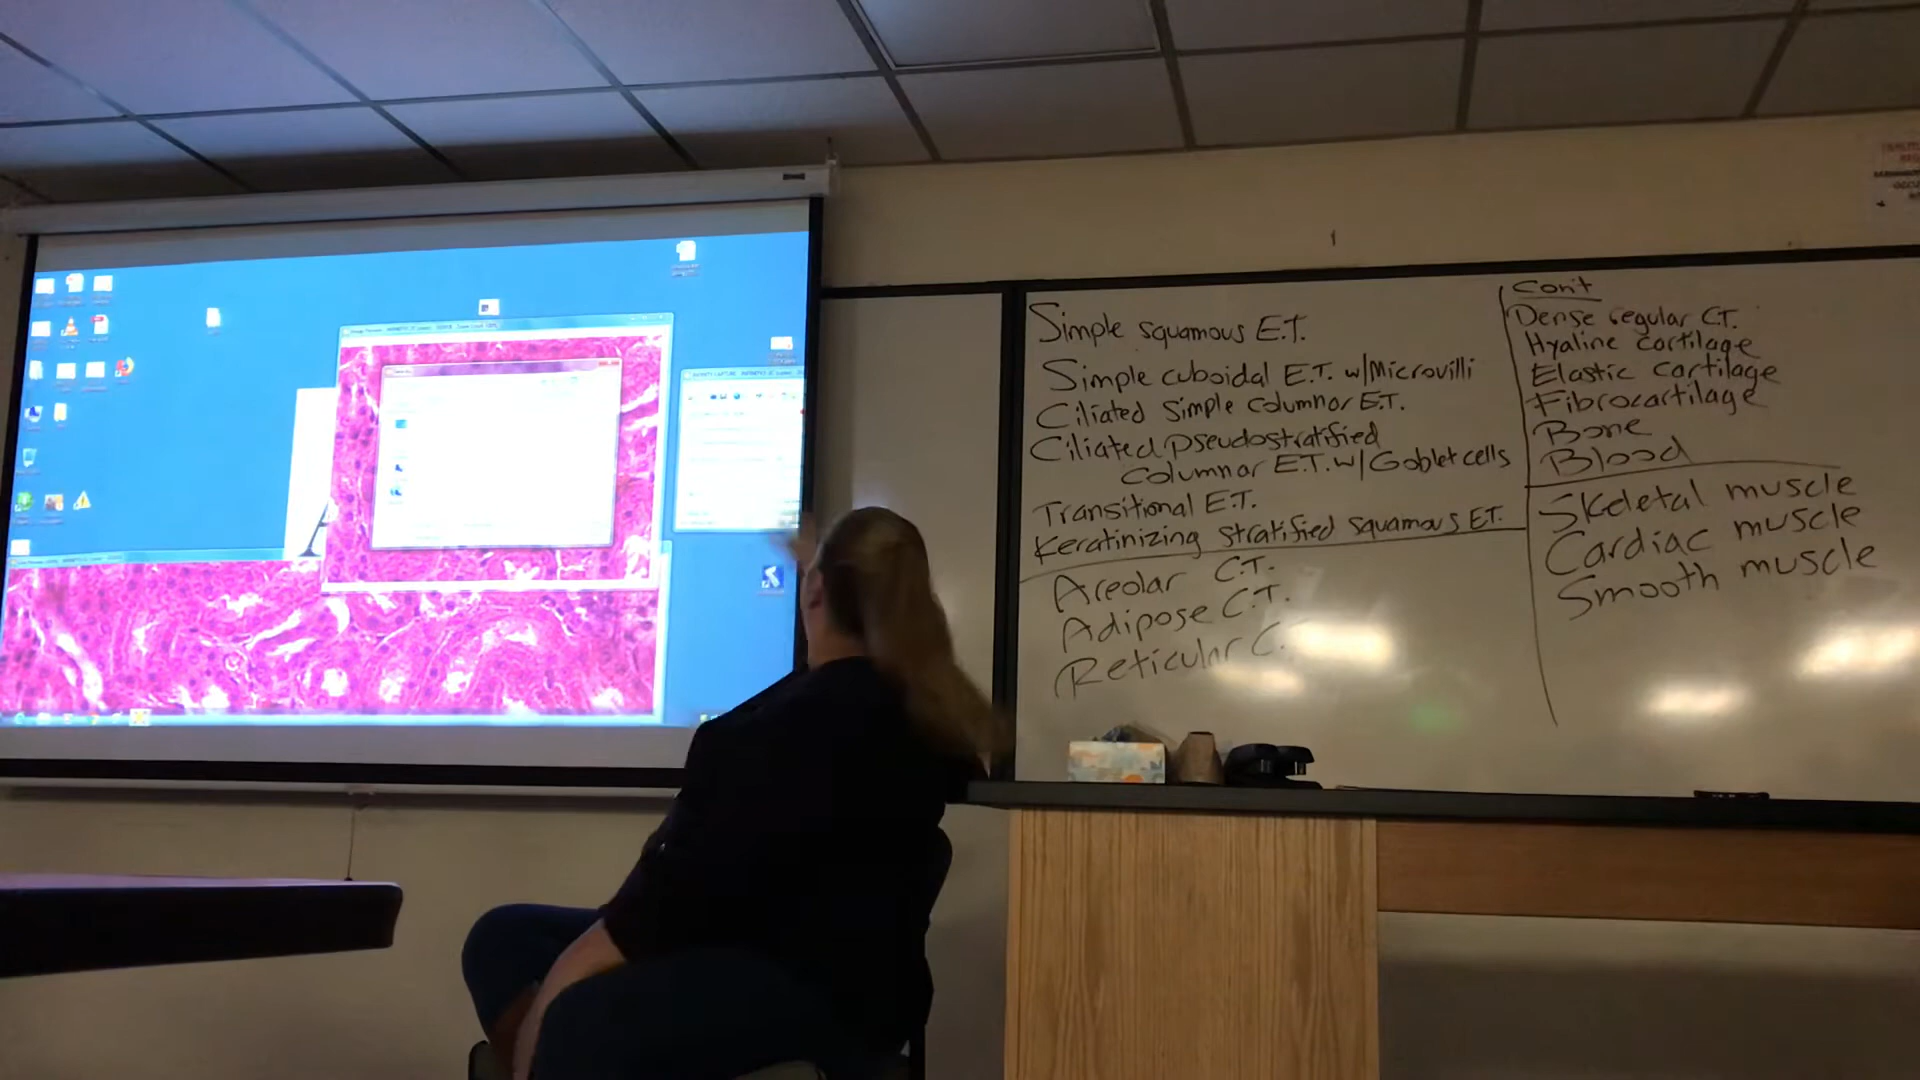 Simple squamous E.T.
Simple cuboidal E.T. w/Microvilli
Ciliated Simple columnar E.T.
Ciliated pseudostratified
columnar E.T. w/Goblet cells
Transitional E.T.
Keratinizing stratified squamous E.T.
Areolar C.T.
Adipose C.T.
Reticular C.
Con't
Dense regular C.T.
Hyaline cartilage
Elastic cartilage
Fibrocartilage
Bone
Blood
Skeletal muscle
Cardiac muscle
Smooth muscle